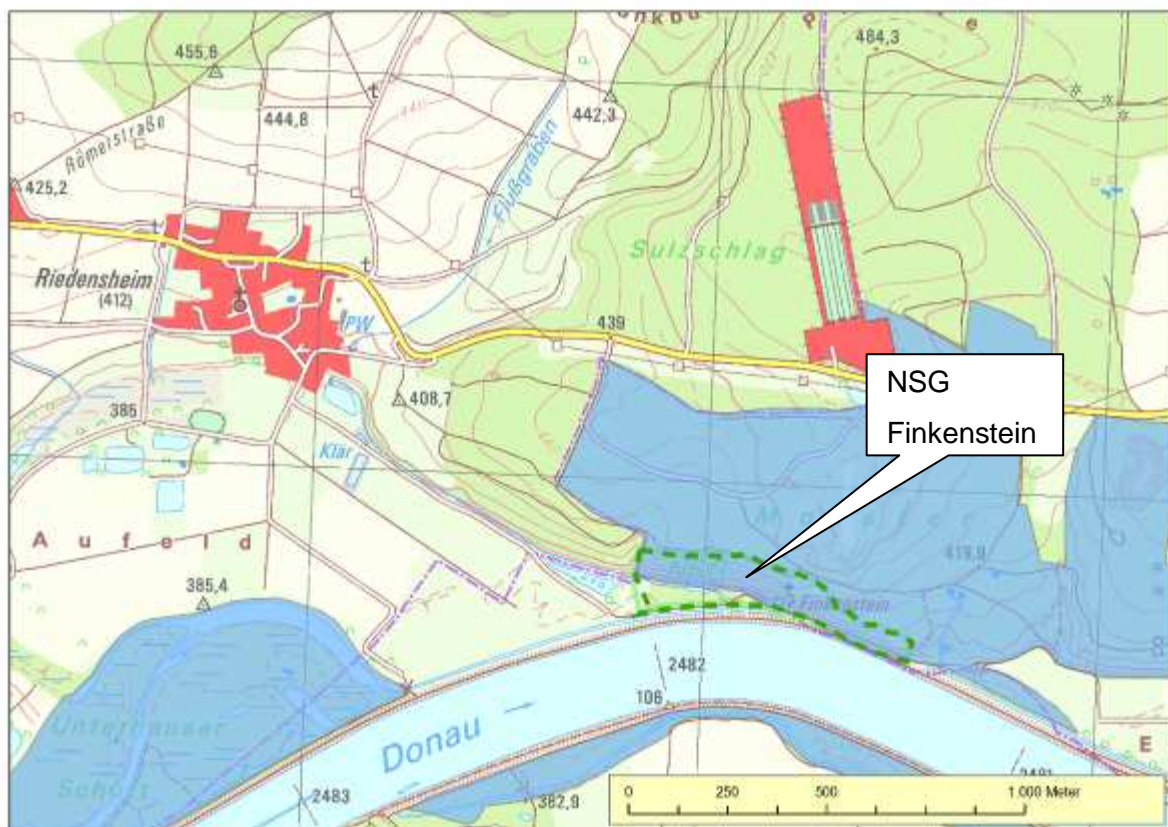 455,6
484,3
444,8
442,3
Römerstraße
Flußgräben
425,2
Sulzschlag
Riedensheim
(412)
PW
439
NSG
Finkenstein
408,7
385
Klär
Aufeld
419,9
385,4
2482
106
Unterhauser
Schütt
Donau
E
2483
382,9
0 250 500 1.000 Meter